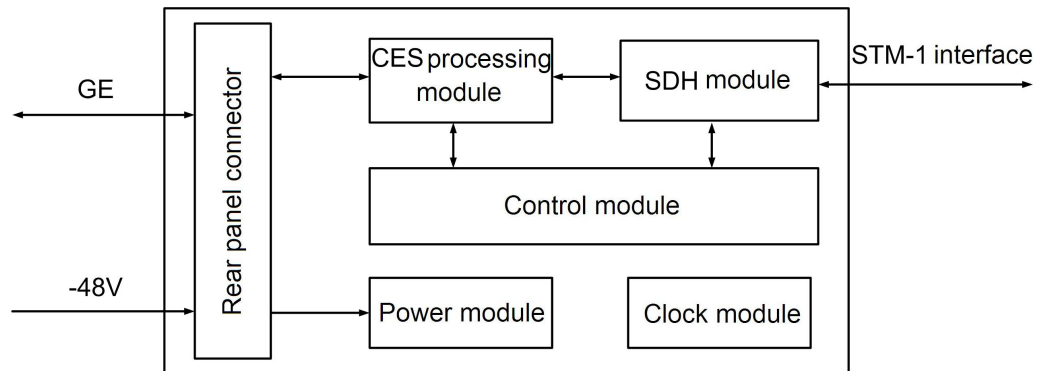 GE
-48V
Rear panel connector
CES processing
module
SDH module
STM-1 interface
Control module
Power module
Clock module